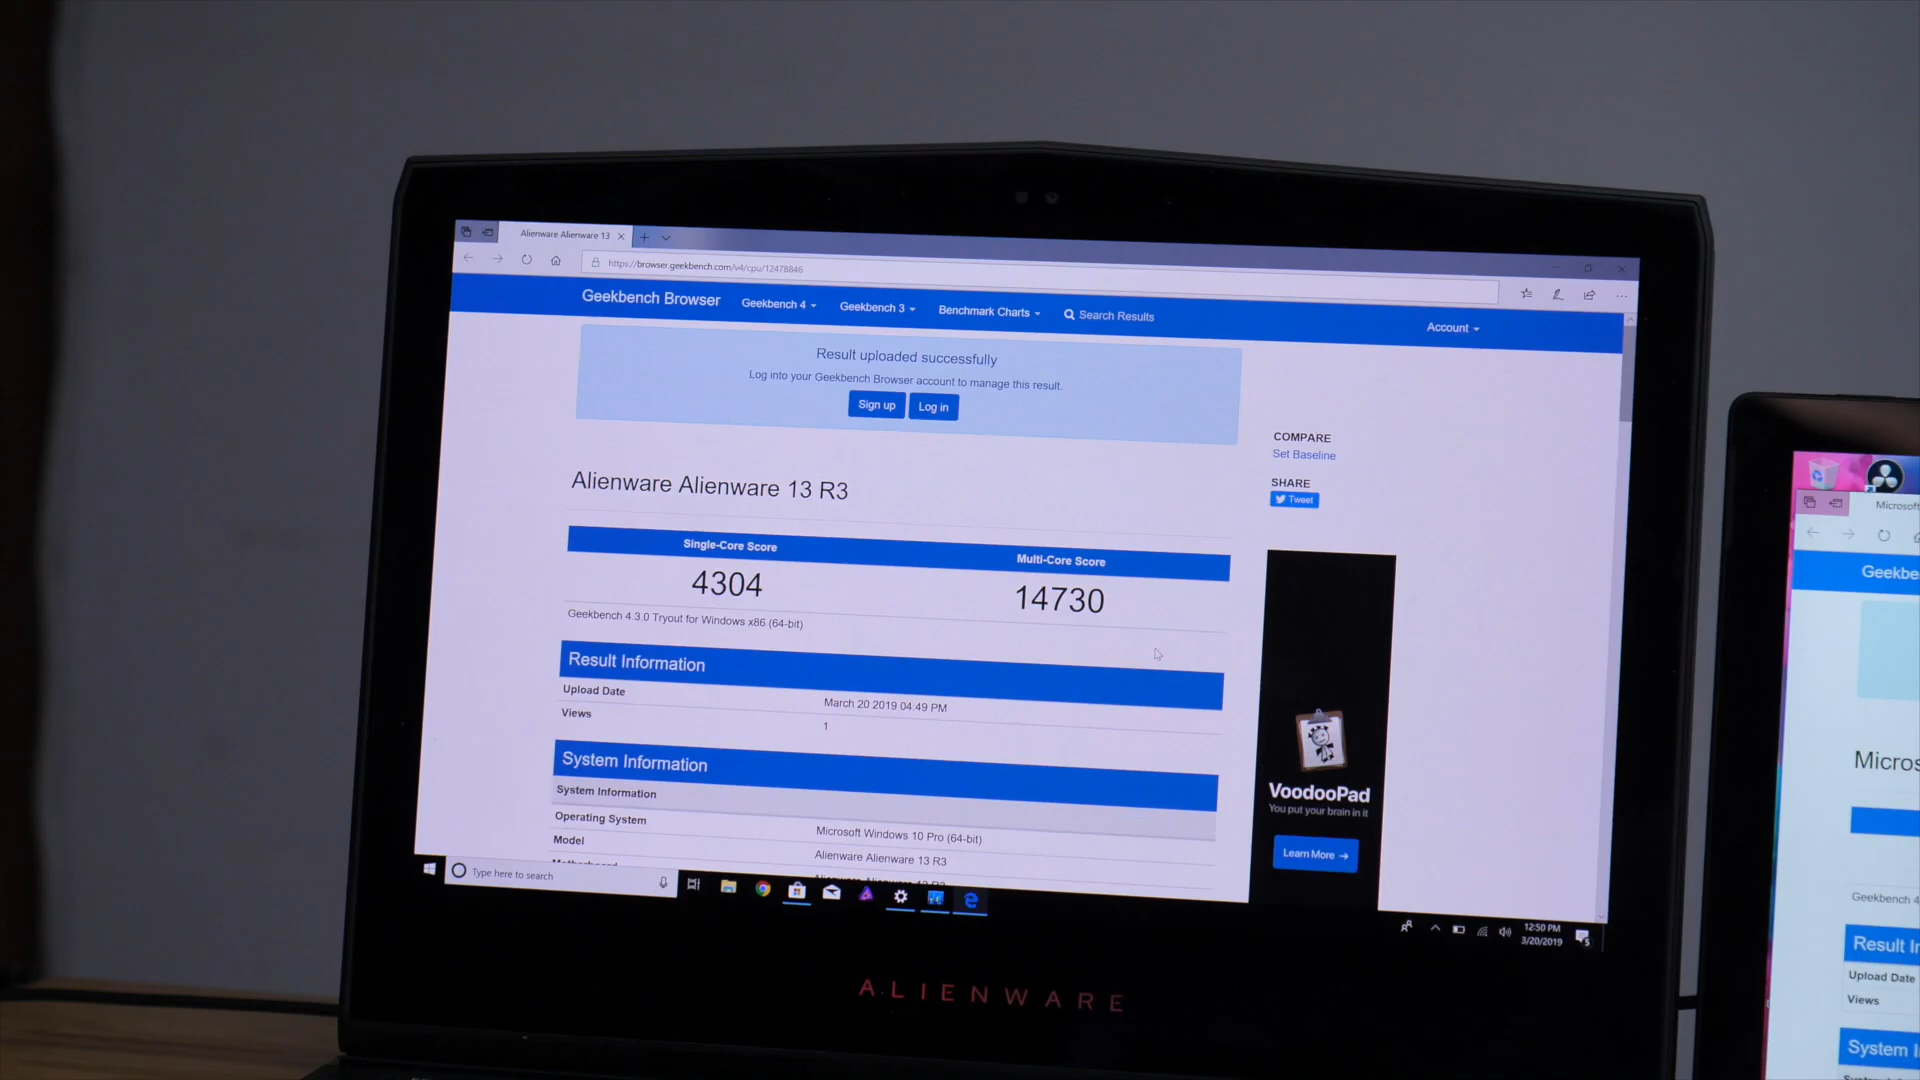 Alienware Alienware 13
https://browser.geekbench.com/v4/cpu/12478846
Geekbench Browser
Geekbench 4
Geekbench 3
Benchmark Charts
Search Results
Account
Result uploaded successfully
Log into your Geekbench Browser account to manage this result.
Sign up
Log in
COMPARE
Set Baseline
SHARE
Tweet
Alienware Alienware 13 R3
Single-Core Score
Multi-Core Score
4304
14730
Geekbench 4.3.0 Tryout for Windows x86 (64-bit)
Result Information
Upload Date
March 20 2019 04:49 PM
Views
1
System Information
System Information
Operating System
Microsoft Windows 10 Pro (64-bit)
Model
Alienware Alienware 13 R3
VoodooPad
You put your brain in it
Learn More →
Type here to search
12:50 PM
3/20/2019
5
ALIENWARE
Microsoft
Geekbe
Micros
Geekbench 4
Result In
Upload Date
Views
System I